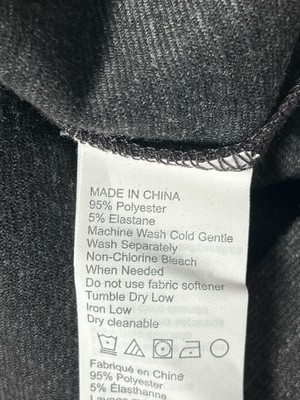 MADE IN CHINA
95% Polyester
5% Elastane
Machine Wash Cold Gentle
Wash Separately
Non-Chlorine Bleach
When Needed
Do not use fabric softener
Tumble Dry Low
Iron Low
Dry cleanable
Fabriqué en Chine
95% Polyester
5% Élasthanne